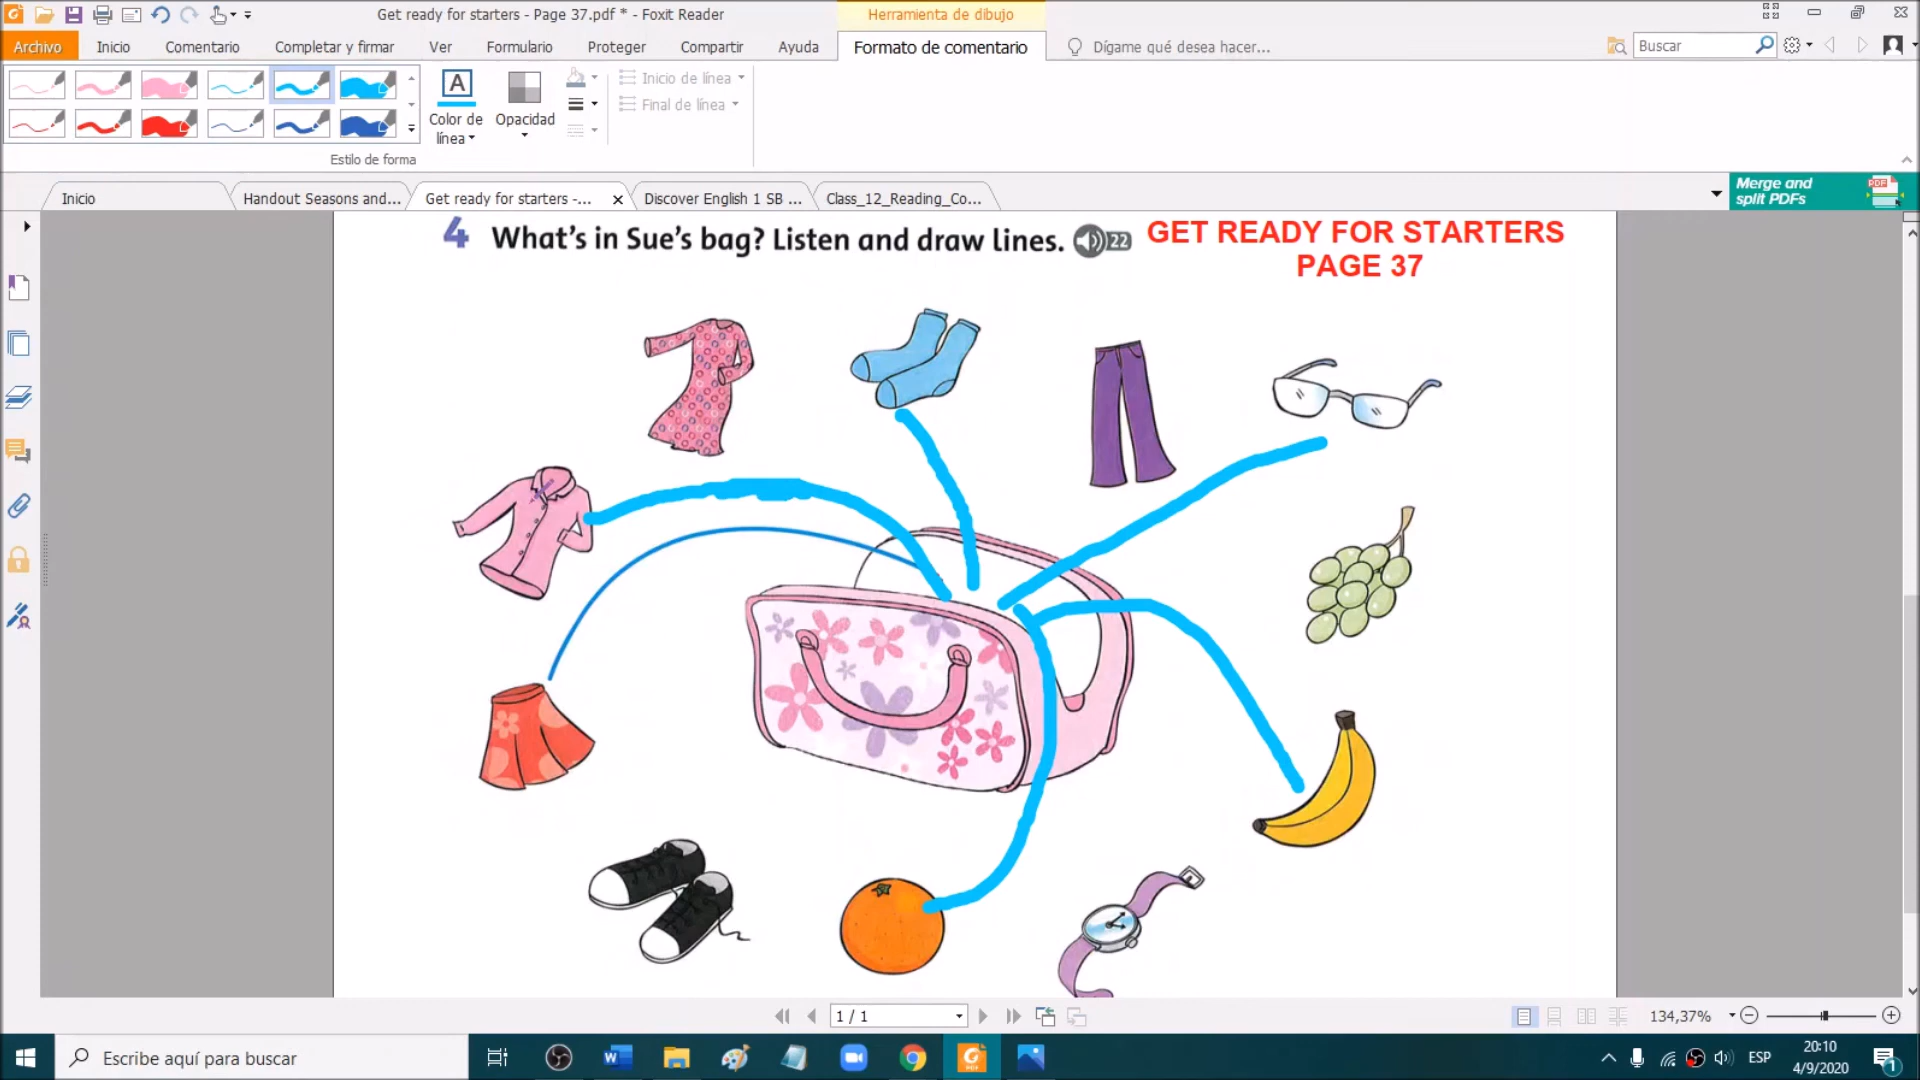 Get ready for starters - Page 37.pdf * - Foxit Reader
Herramienta de dibujo
Archivo
Inicio
Comentario
Completar y firmar
Ver
Formulario
Proteger
Compartir
Ayuda
Formato de comentario
Dígame qué desea hacer...
Buscar
A
Color de línea
Opacidad
Inicio de línea
Final de línea
Estilo de forma
Inicio
Handout Seasons and...
Get ready for starters -...
Discover English 1 SB ...
Class_12_Reading_Co...
Merge and
split PDFs
PDF
4 What's in Sue's bag? Listen and draw lines. 22
GET READY FOR STARTERS
PAGE 37
1 / 1
134,37%
Escribe aquí para buscar
ESP
20:10
4/9/2020
1